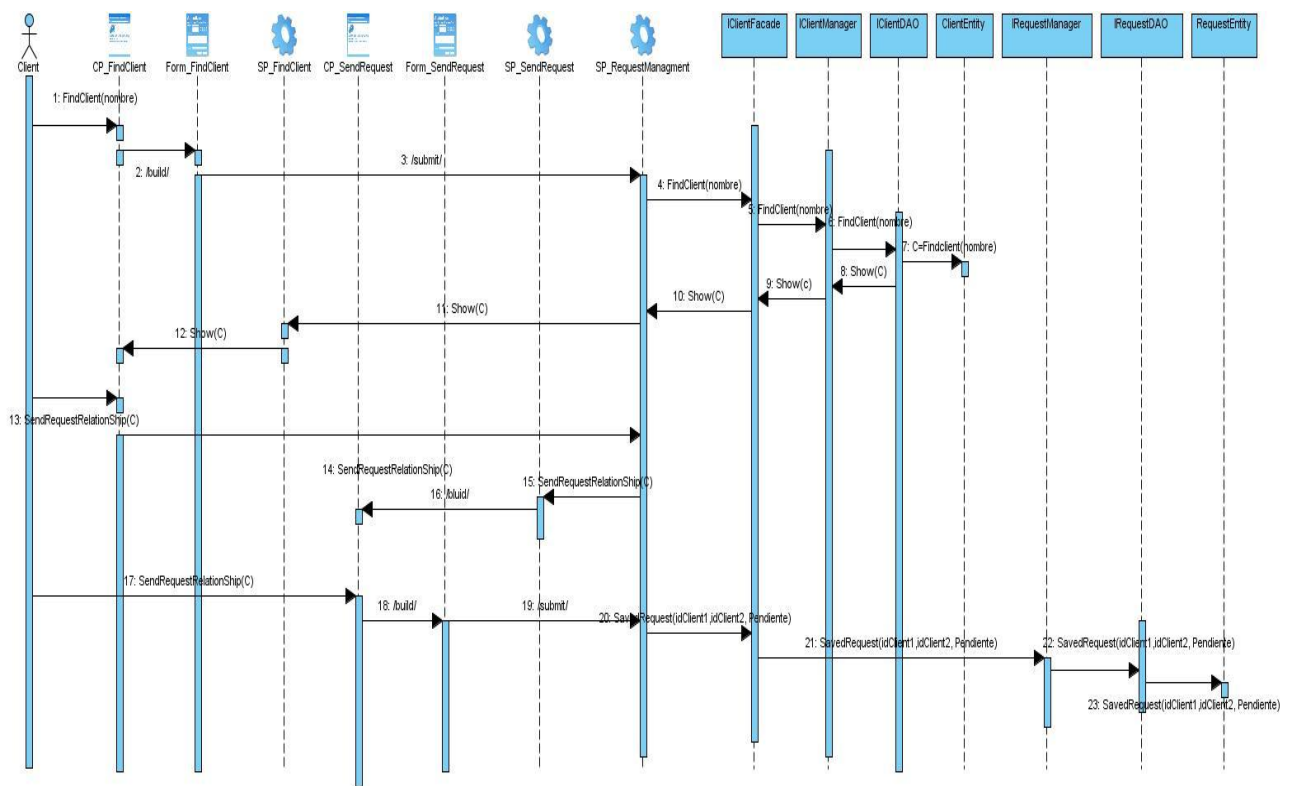 IClientFacade
IClientManager
IClientDAO
ClientEntity
IRequestManager
IRequestDAO
RequestEntity
Client
CP_FindClient
Form_FindClient
SP_FindClient
CP_SendRequest
Form_SendRequest
SP_SendRequest
SP_RequestManagment
1: FindClient(nombre)
2: /build/
3: /submit/
4: FindClient(nombre)
5: FindClient(nombre)
6: FindClient(nombre)
7: C=Findclient(nombre)
8: Show(C)
9: Show(c)
10: Show(C)
11: Show(C)
12: Show(C)
13: SendRequestRelationShip(C)
14: SendRequestRelationShip(C)
15: SendRequestRelationShip(C)
16: /bluid/
17: SendRequestRelationShip(C)
18: /build/
19: /submit/
20: SavedRequest(idClient1,idClient2, Pendiente)
21: SavedRequest(idClient1,idClient2, Pendiente)
22: SavedRequest(idClient1,idClient2, Pendiente)
23: SavedRequest(idClient1,idClient2, Pendiente)